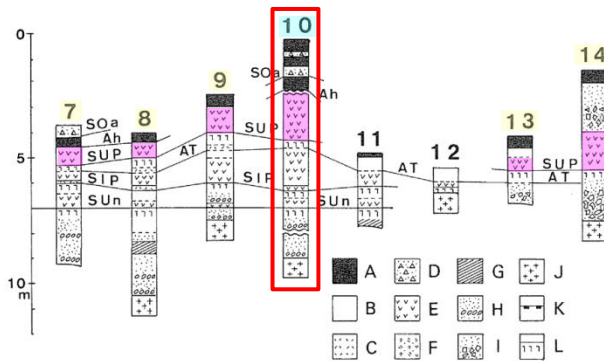 0
5
10
m
7
8
9
10
11
12
13
14
SOa
Ah
SUP
SIP
AT
SUP
SIP
SOa
Ah
SUn
AT
SUP
AT
A
D
G
J
B
E
H
K
C
F
I
L